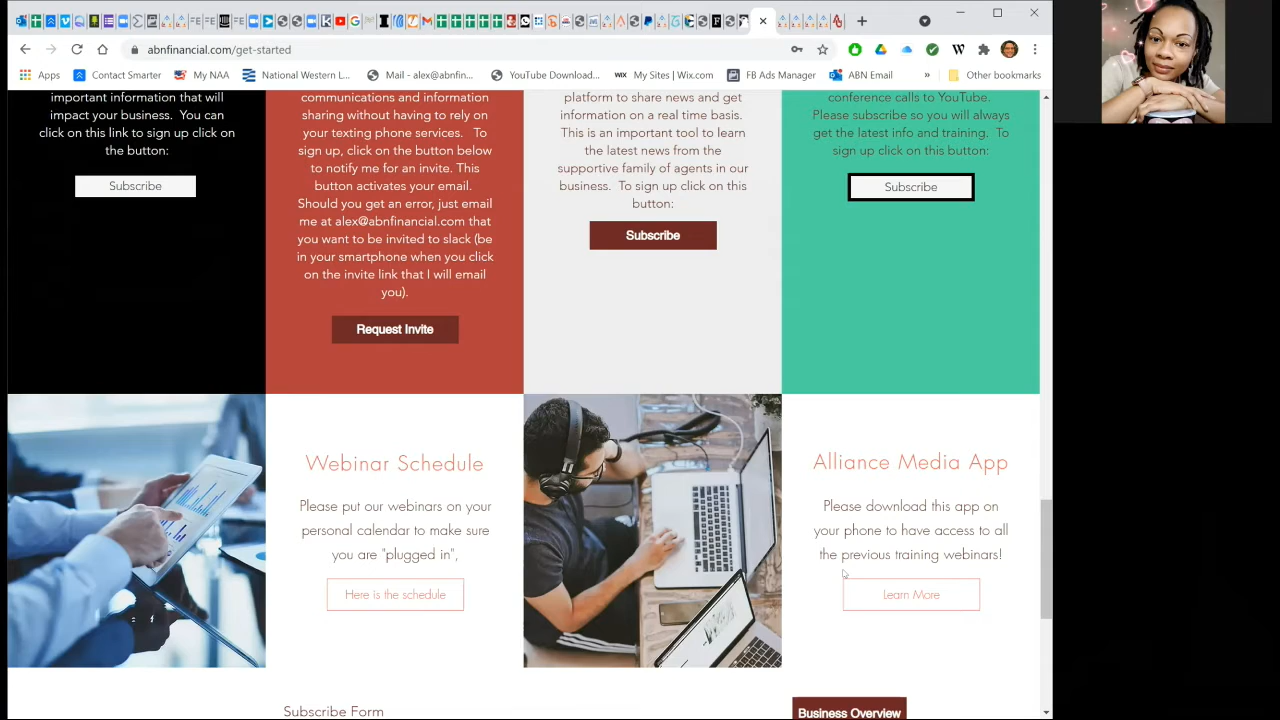 abnfinancial.com/get-started
Apps
Contact Smarter
My NAA
National Western L...
Mail - alex@abnfin...
YouTube Download...
WIX My Sites | Wix.com
FB Ads Manager
ABN Email
»
Other bookmarks
important information that will
impact your business. You can
click on this link to sign up click on
the button:
Subscribe
communications and information
sharing without having to rely on
your texting phone services. To
sign up, click on the button below
to notify me for an invite. This
button activates your email.
Should you get an error, just email
me at alex@abnfinancial.com that
you want to be invited to slack (be
in your smartphone when you click
on the invite link that I will email
you).
Request Invite
platform to share news and get
information on a real time basis.
This is an important tool to learn
the latest news from the
supportive family of agents in our
business. To sign up click on this
button:
Subscribe
conference calls to YouTube.
Please subscribe so you will always
get the latest info and training. To
sign up click on this button:
Subscribe
Webinar Schedule
Please put our webinars on your
personal calendar to make sure
you are "plugged in",
Here is the schedule
Alliance Media App
Please download this app on
your phone to have access to all
the previous training webinars!
Learn More
Subscribe Form
Business Overview